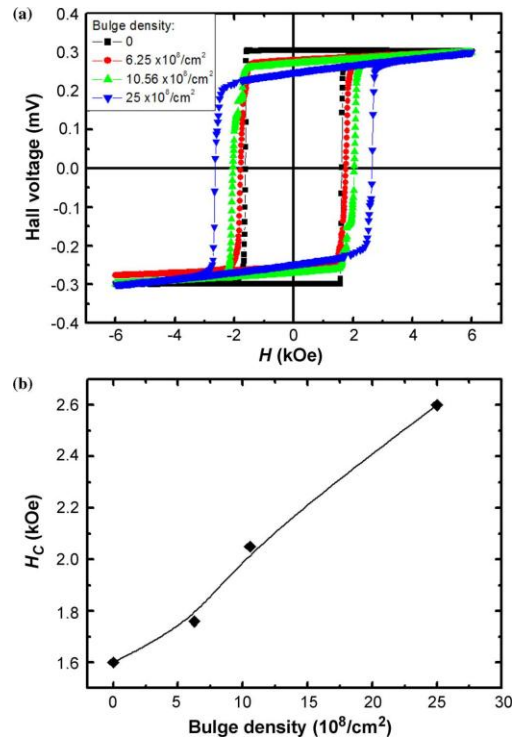 (a)
Bulge density:
0
6.25 x10⁸/cm²
10.56 x10⁸/cm²
25 x10⁸/cm²
Hall voltage (mV)
0.4
0.3
0.2
0.1
0.0
-0.1
-0.2
-0.3
-0.4
-6 -4 -2 0 2 4 6
H (kOe)
(b)
H_C (kOe)
2.6
2.4
2.2
2.0
1.8
1.6
0 5 10 15 20 25 30
Bulge density (10⁸/cm²)